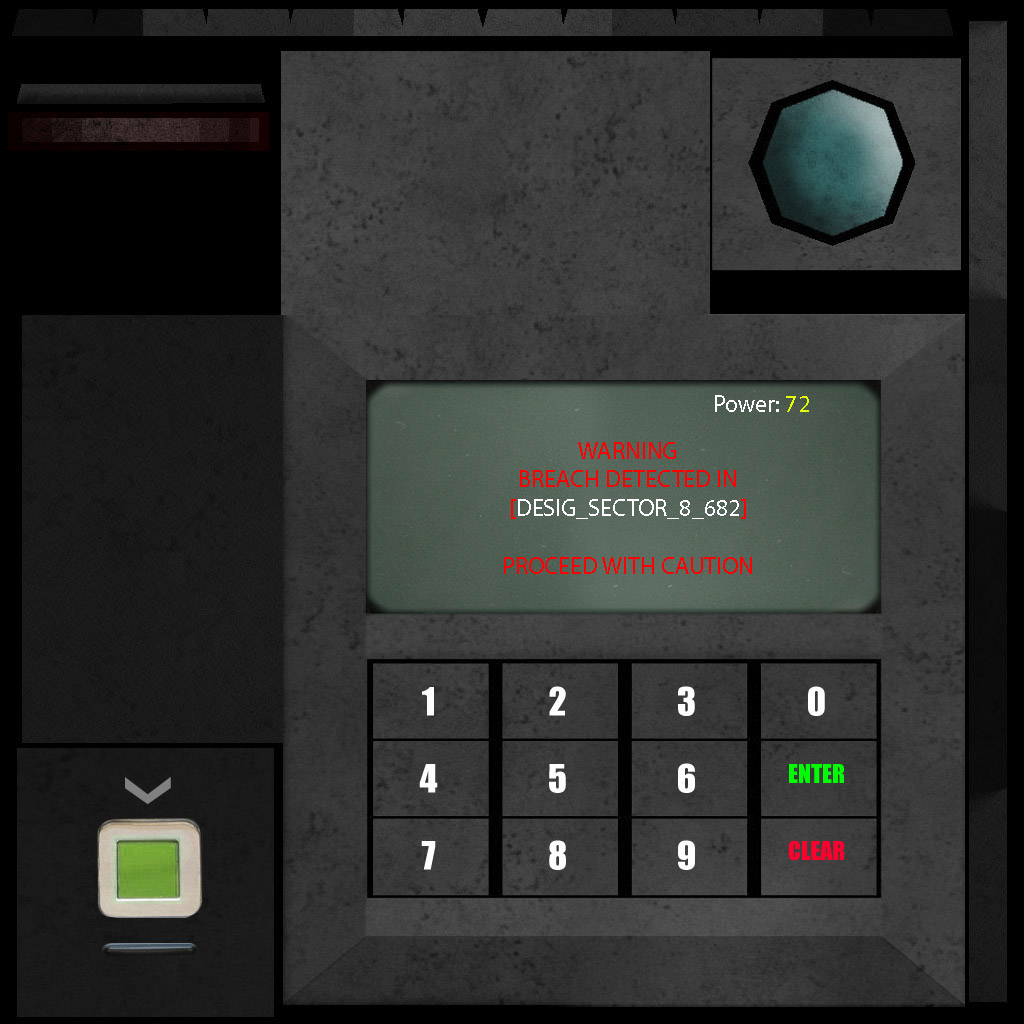 Power: 72
WARNING
BREACH DETECTED IN
[DESIG_SECTOR_8_682]
PROCEED WITH CAUTION
1 2 3 0
4 5 6 ENTER
7 8 9 CLEAR